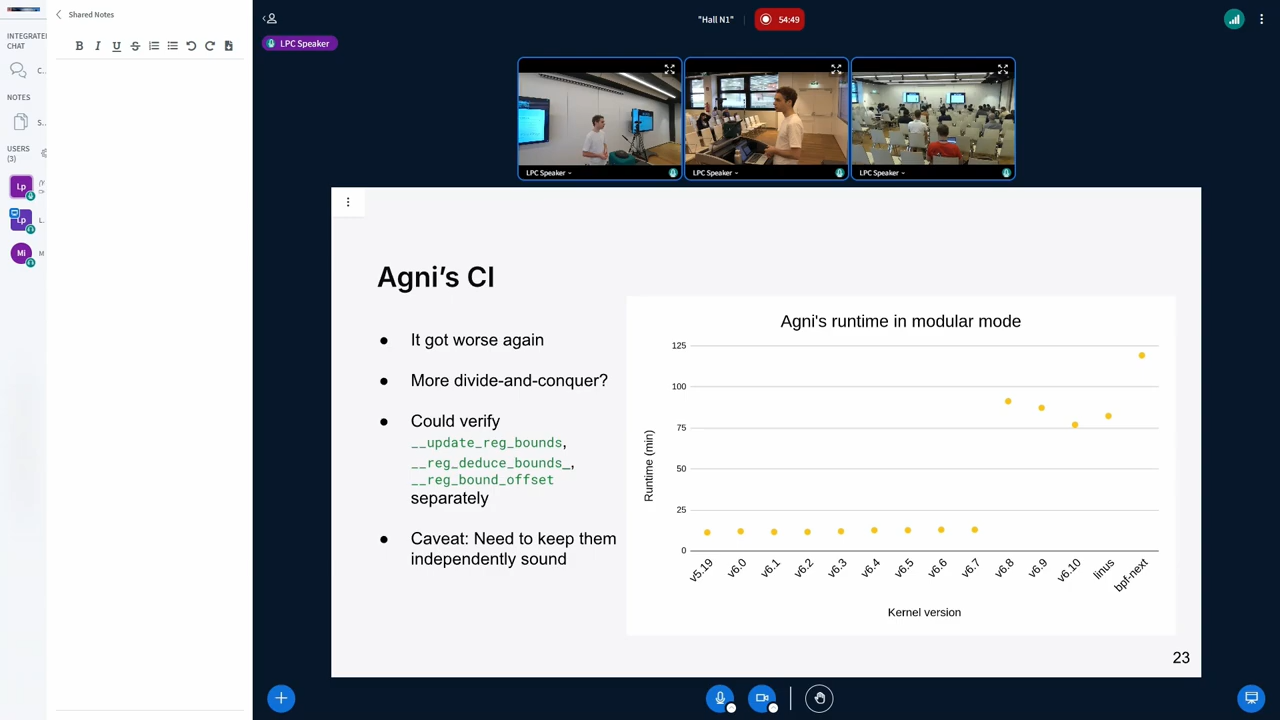 Shared Notes
INTEGRATE
CHAT
C...
NOTES
S...
USERS
(3)
Lp
L...
Lp
Mi
M
B I U S
"Hall N1"
54:49
LPC Speaker
LPC Speaker
LPC Speaker
LPC Speaker
Agni's CI
● It got worse again
● More divide-and-conquer?
● Could verify
__update_reg_bounds,
__reg_deduce_bounds_,
__reg_bound_offset
separately
● Caveat: Need to keep them
independently sound
Agni's runtime in modular mode
Runtime (min)
125
100
75
50
25
0
v5.19
v6.0
v6.1
v6.2
v6.3
v6.4
v6.5
v6.6
v6.7
v6.8
v6.9
v6.10
linus
bpf-next
Kernel version
23